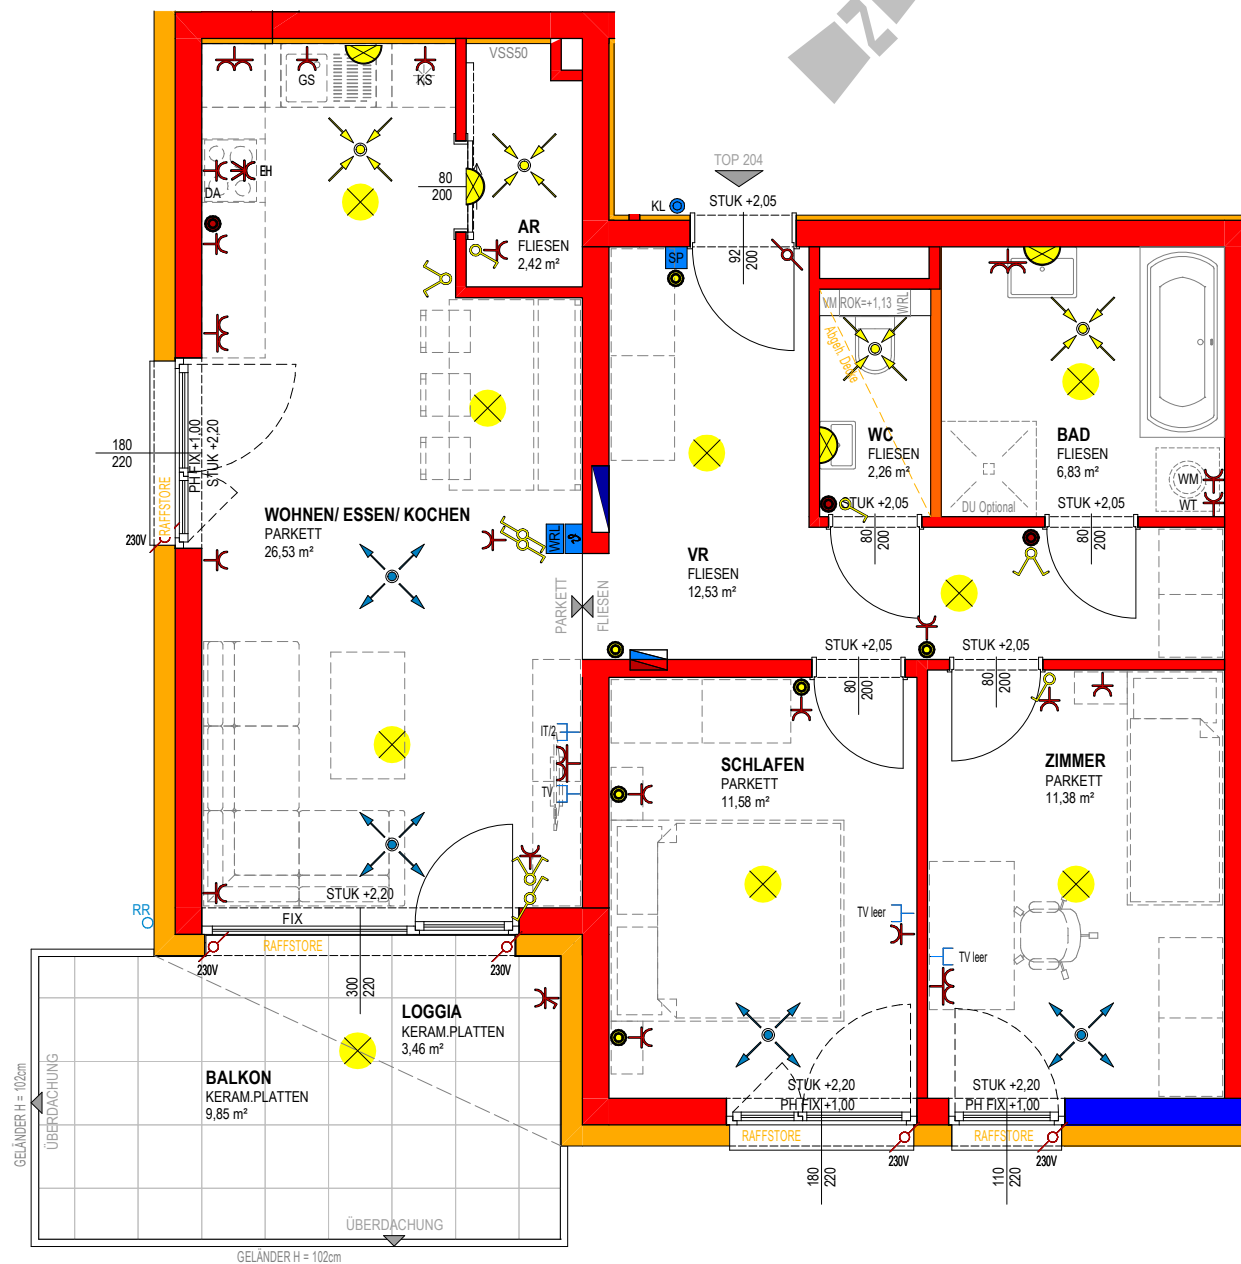 2
VSS50
GS
KS
EH
DA
80
200
AR
FLIESEN
2,42 m²
TOP 204
KL
STUK +2,05
SP
92
200
VM ROK=+1,13
WRL
Abgeh. Decke
WC
FLIESEN
2,26 m²
STUK +2,05
80
200
BAD
FLIESEN
6,83 m²
DU Optional
STUK +2,05
80
200
WM
WT
180
220
PH FIX +1,00
STUK +2,20
RAFFSTORE
230V
WOHNEN/ ESSEN/ KOCHEN
PARKETT
26,53 m²
WRL
PARKETT
FLIESEN
VR
FLIESEN
12,53 m²
STUK +2,05
80
200
STUK +2,05
80
200
IT/2
TV
SCHLAFEN
PARKETT
11,58 m²
ZIMMER
PARKETT
11,38 m²
STUK +2,20
FIX
RR
RAFFSTORE
230V
230V
300
220
TV leer
TV leer
LOGGIA
KERAM.PLATTEN
3,46 m²
BALKON
KERAM.PLATTEN
9,85 m²
GELÄNDER H = 102cm
ÜBERDACHUNG
STUK +2,20
PH FIX +1,00
RAFFSTORE
230V
180
220
STUK +2,20
PH FIX +1,00
RAFFSTORE
230V
110
220
ÜBERDACHUNG
GELÄNDER H = 102cm